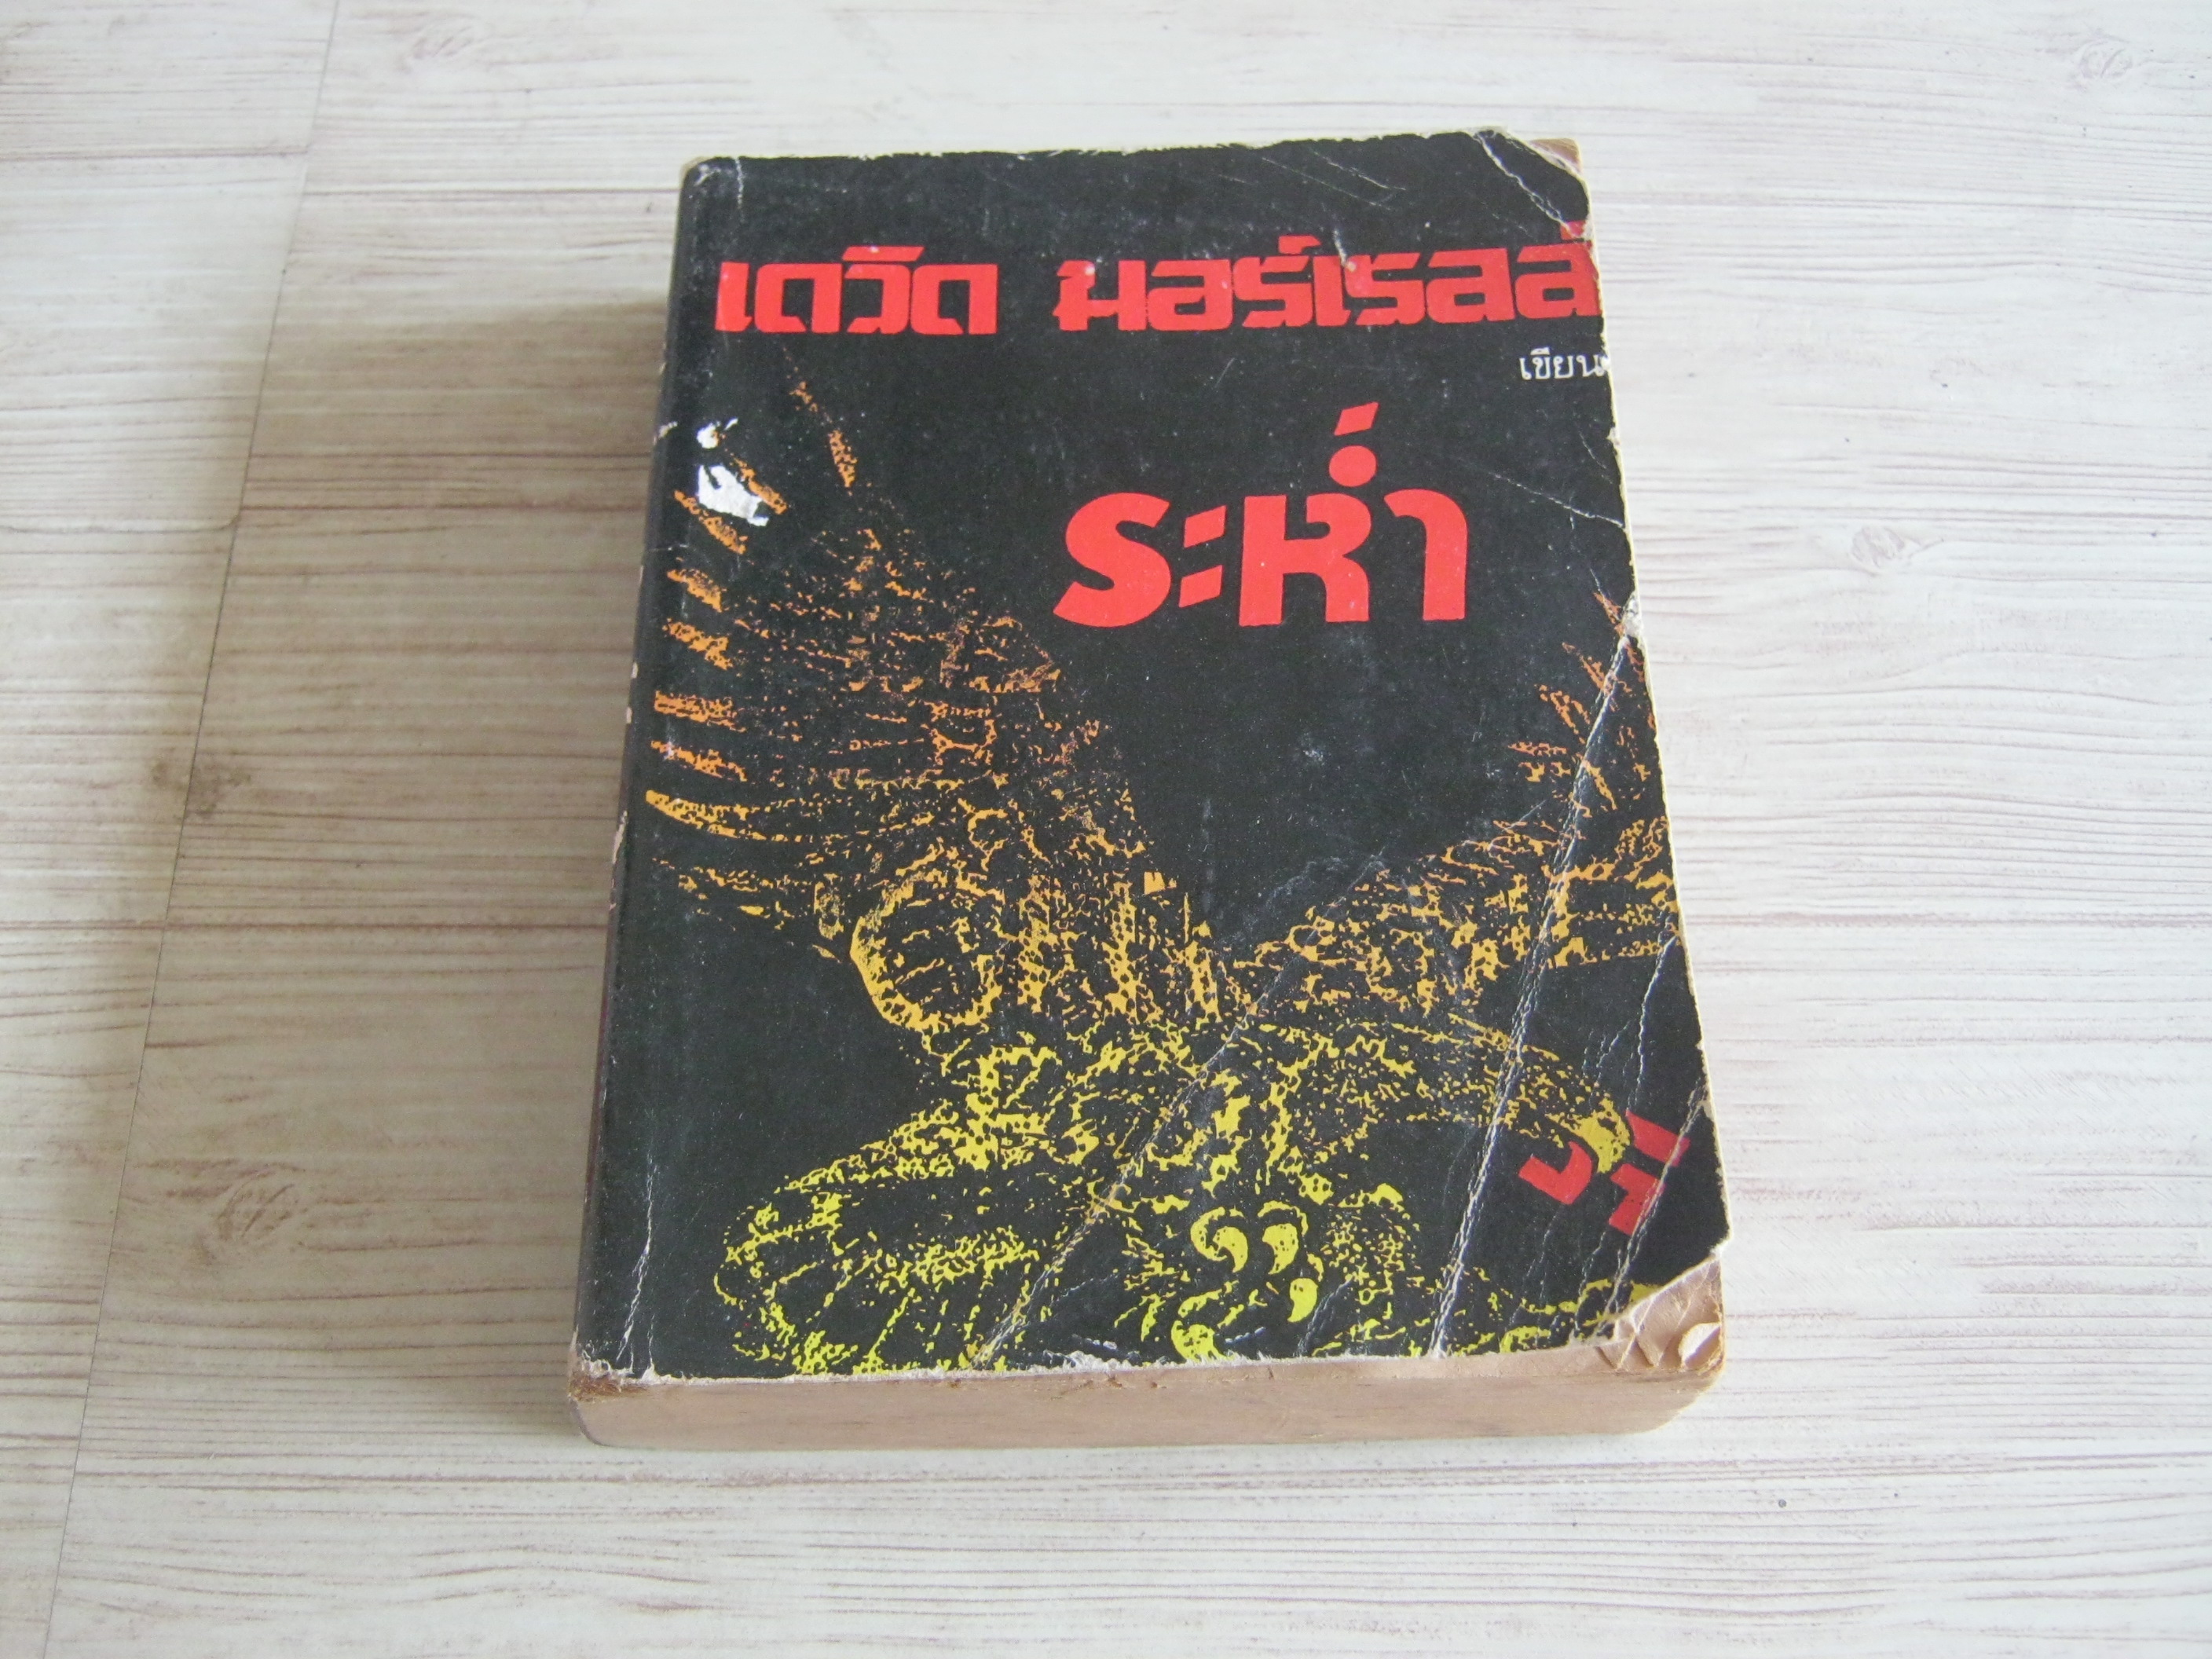 เดวิด มอร์เรลล์
เขียน
ระห่ำ